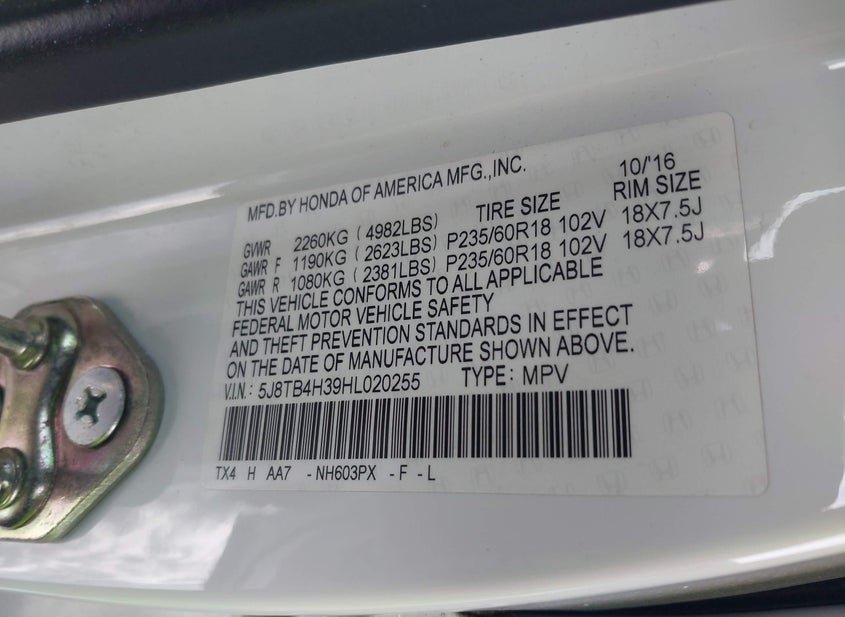 MFD.BY HONDA OF AMERICA MFG.,INC. 10/'16
GVWR 2260KG (4982LBS) TIRE SIZE RIM SIZE
GAWR F 1190KG (2623LBS) P235/60R18 102V 18X7.5J
GAWR R 1080KG (2381LBS) P235/60R18 102V 18X7.5J
THIS VEHICLE CONFORMS TO ALL APPLICABLE
FEDERAL MOTOR VEHICLE SAFETY
AND THEFT PREVENTION STANDARDS IN EFFECT
ON THE DATE OF MANUFACTURE SHOWN ABOVE.
V.I.N.: 5J8TB4H39HL020255 TYPE: MPV
TX4 H AA7 -NH603PX -F -L